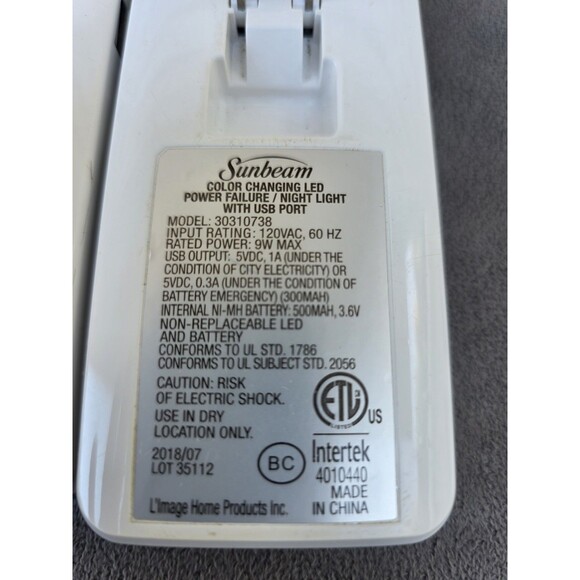 Sunbeam
COLOR CHANGING LED
POWER FAILURE / NIGHT LIGHT
WITH USB PORT
MODEL: 30310738
INPUT RATING: 120VAC, 60 HZ
RATED POWER: 9W MAX
USB OUTPUT: 5VDC, 1A (UNDER THE
CONDITION OF CITY ELECTRICITY) OR
5VDC, 0.3A (UNDER THE CONDITION OF
BATTERY EMERGENCY) (300MAH)
INTERNAL NI-MH BATTERY: 500MAH, 3.6V
NON-REPLACEABLE LED
AND BATTERY
CONFORMS TO UL STD. 1786
CONFORMS TO UL SUBJECT STD. 2056
CAUTION: RISK
OF ELECTRIC SHOCK.
USE IN DRY
LOCATION ONLY.
2018/07
LOT 35112
L'Image Home Products Inc.
BC
ETL
LISTED
US
Intertek
4010440
MADE
IN CHINA